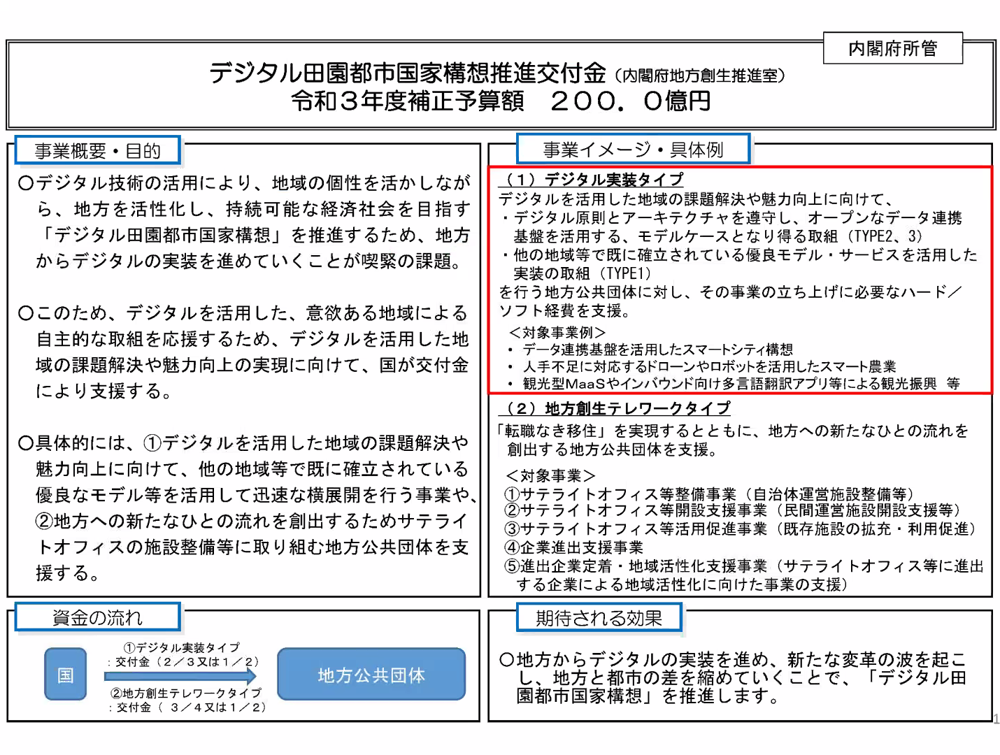 内閣府所管
デジタル田園都市国家構想推進交付金（内閣府地方創生推進室）
令和３年度補正予算額　２００．０億円
事業概要・目的
○デジタル技術の活用により、地域の個性を活かしなが
ら、地方を活性化し、持続可能な経済社会を目指す
「デジタル田園都市国家構想」を推進するため、地方
からデジタルの実装を進めていくことが喫緊の課題。
○このため、デジタルを活用した、意欲ある地域による
自主的な取組を応援するため、デジタルを活用した地
域の課題解決や魅力向上の実現に向けて、国が交付金
により支援する。
○具体的には、①デジタルを活用した地域の課題解決や
魅力向上に向けて、他の地域等で既に確立されている
優良なモデル等を活用して迅速な横展開を行う事業や、
②地方への新たなひとの流れを創出するためサテライ
トオフィスの施設整備等に取り組む地方公共団体を支
援する。
事業イメージ・具体例
（１）デジタル実装タイプ
デジタルを活用した地域の課題解決や魅力向上に向けて、
・デジタル原則とアーキテクチャを遵守し、オープンなデータ連携
基盤を活用する、モデルケースとなり得る取組（TYPE2、3）
・他の地域等で既に確立されている優良モデル・サービスを活用した
実装の取組（TYPE1）
を行う地方公共団体に対し、その事業の立ち上げに必要なハード／
ソフト経費を支援。
＜対象事業例＞
• データ連携基盤を活用したスマートシティ構想
• 人手不足に対応するドローンやロボットを活用したスマート農業
• 観光型MaaSやインバウンド向け多言語翻訳アプリ等による観光振興　等
（２）地方創生テレワークタイプ
「転職なき移住」を実現するとともに、地方への新たなひとの流れを
創出する地方公共団体を支援。
＜対象事業＞
①サテライトオフィス等整備事業（自治体運営施設整備等）
②サテライトオフィス等開設支援事業（民間運営施設開設支援等）
③サテライトオフィス等活用促進事業（既存施設の拡充・利用促進）
④企業進出支援事業
⑤進出企業定着・地域活性化支援事業（サテライトオフィス等に進出
する企業による地域活性化に向けた事業の支援）
資金の流れ
国
①デジタル実装タイプ
：交付金（２／３又は１／２）
②地方創生テレワークタイプ
：交付金（ ３／４又は１／２）
地方公共団体
期待される効果
○地方からデジタルの実装を進め、新たな変革の波を起こ
し、地方と都市の差を縮めていくことで、「デジタル田
園都市国家構想」を推進します。
1